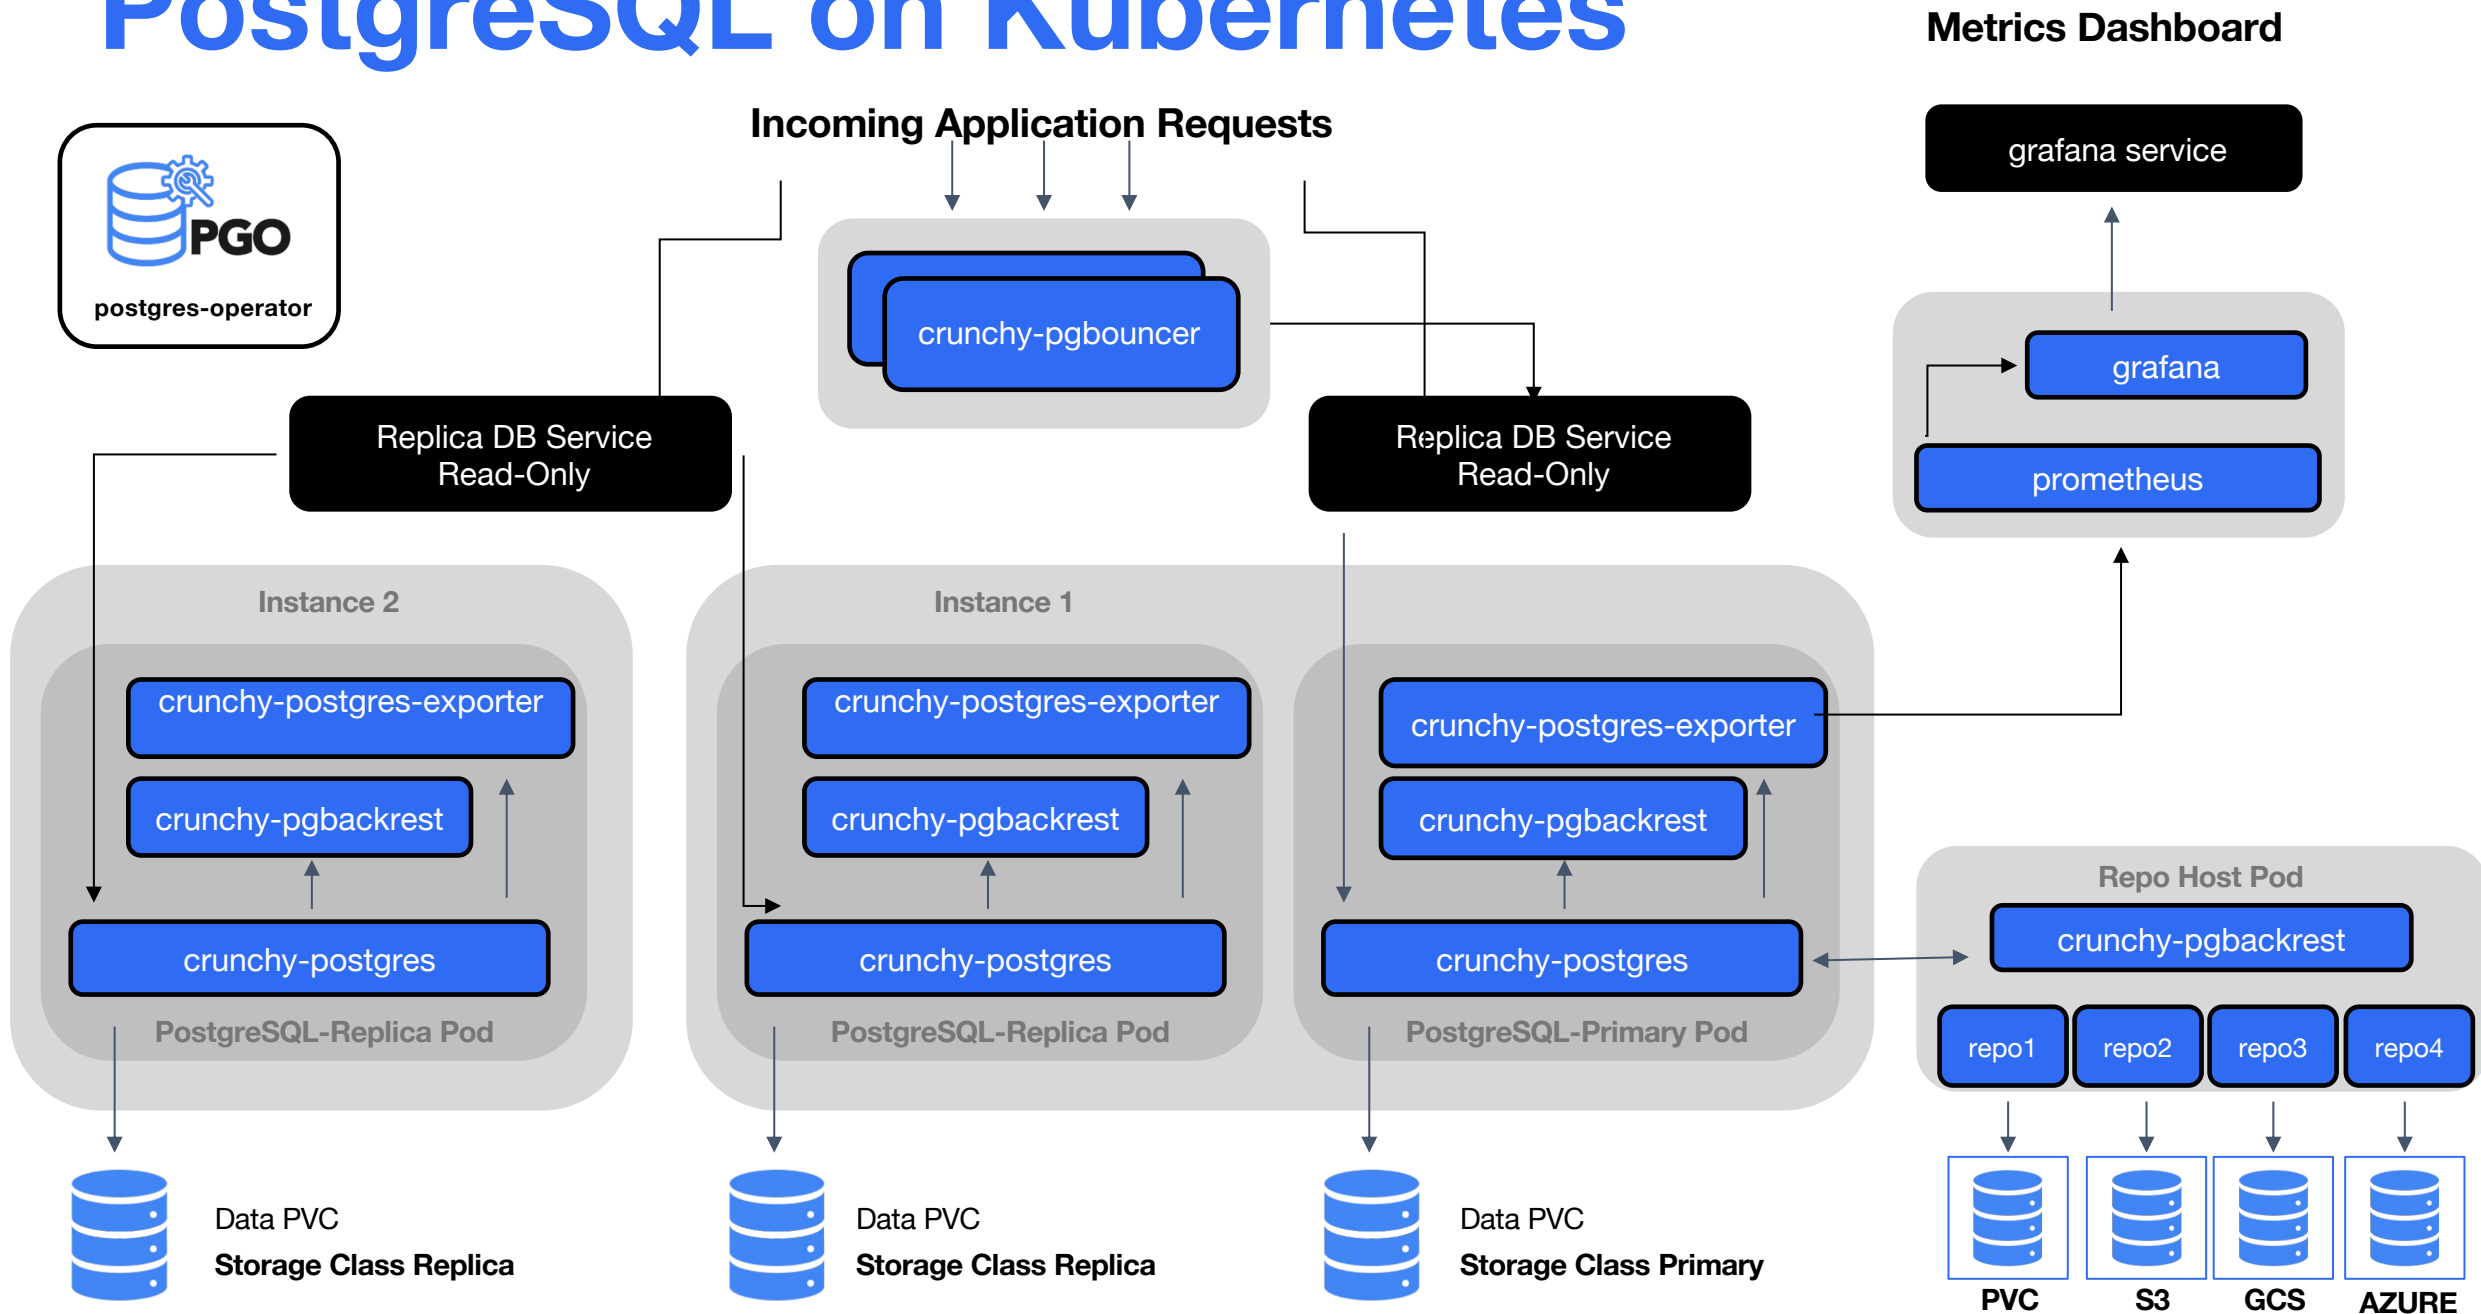 PostgreSQL on Kubernetes
Metrics Dashboard
Incoming Application Requests
grafana service
PGO
postgres-operator
crunchy-pgbouncer
grafana
prometheus
Replica DB Service
Read-Only
Replica DB Service
Read-Only
Instance 2
Instance 1
crunchy-postgres-exporter
crunchy-postgres-exporter
crunchy-postgres-exporter
crunchy-pgbackrest
crunchy-pgbackrest
crunchy-pgbackrest
crunchy-postgres
crunchy-postgres
crunchy-postgres
PostgreSQL-Replica Pod
PostgreSQL-Replica Pod
PostgreSQL-Primary Pod
Repo Host Pod
crunchy-pgbackrest
repo1
repo2
repo3
repo4
Data PVC
Storage Class Replica
Data PVC
Storage Class Replica
Data PVC
Storage Class Primary
PVC
S3
GCS
AZURE